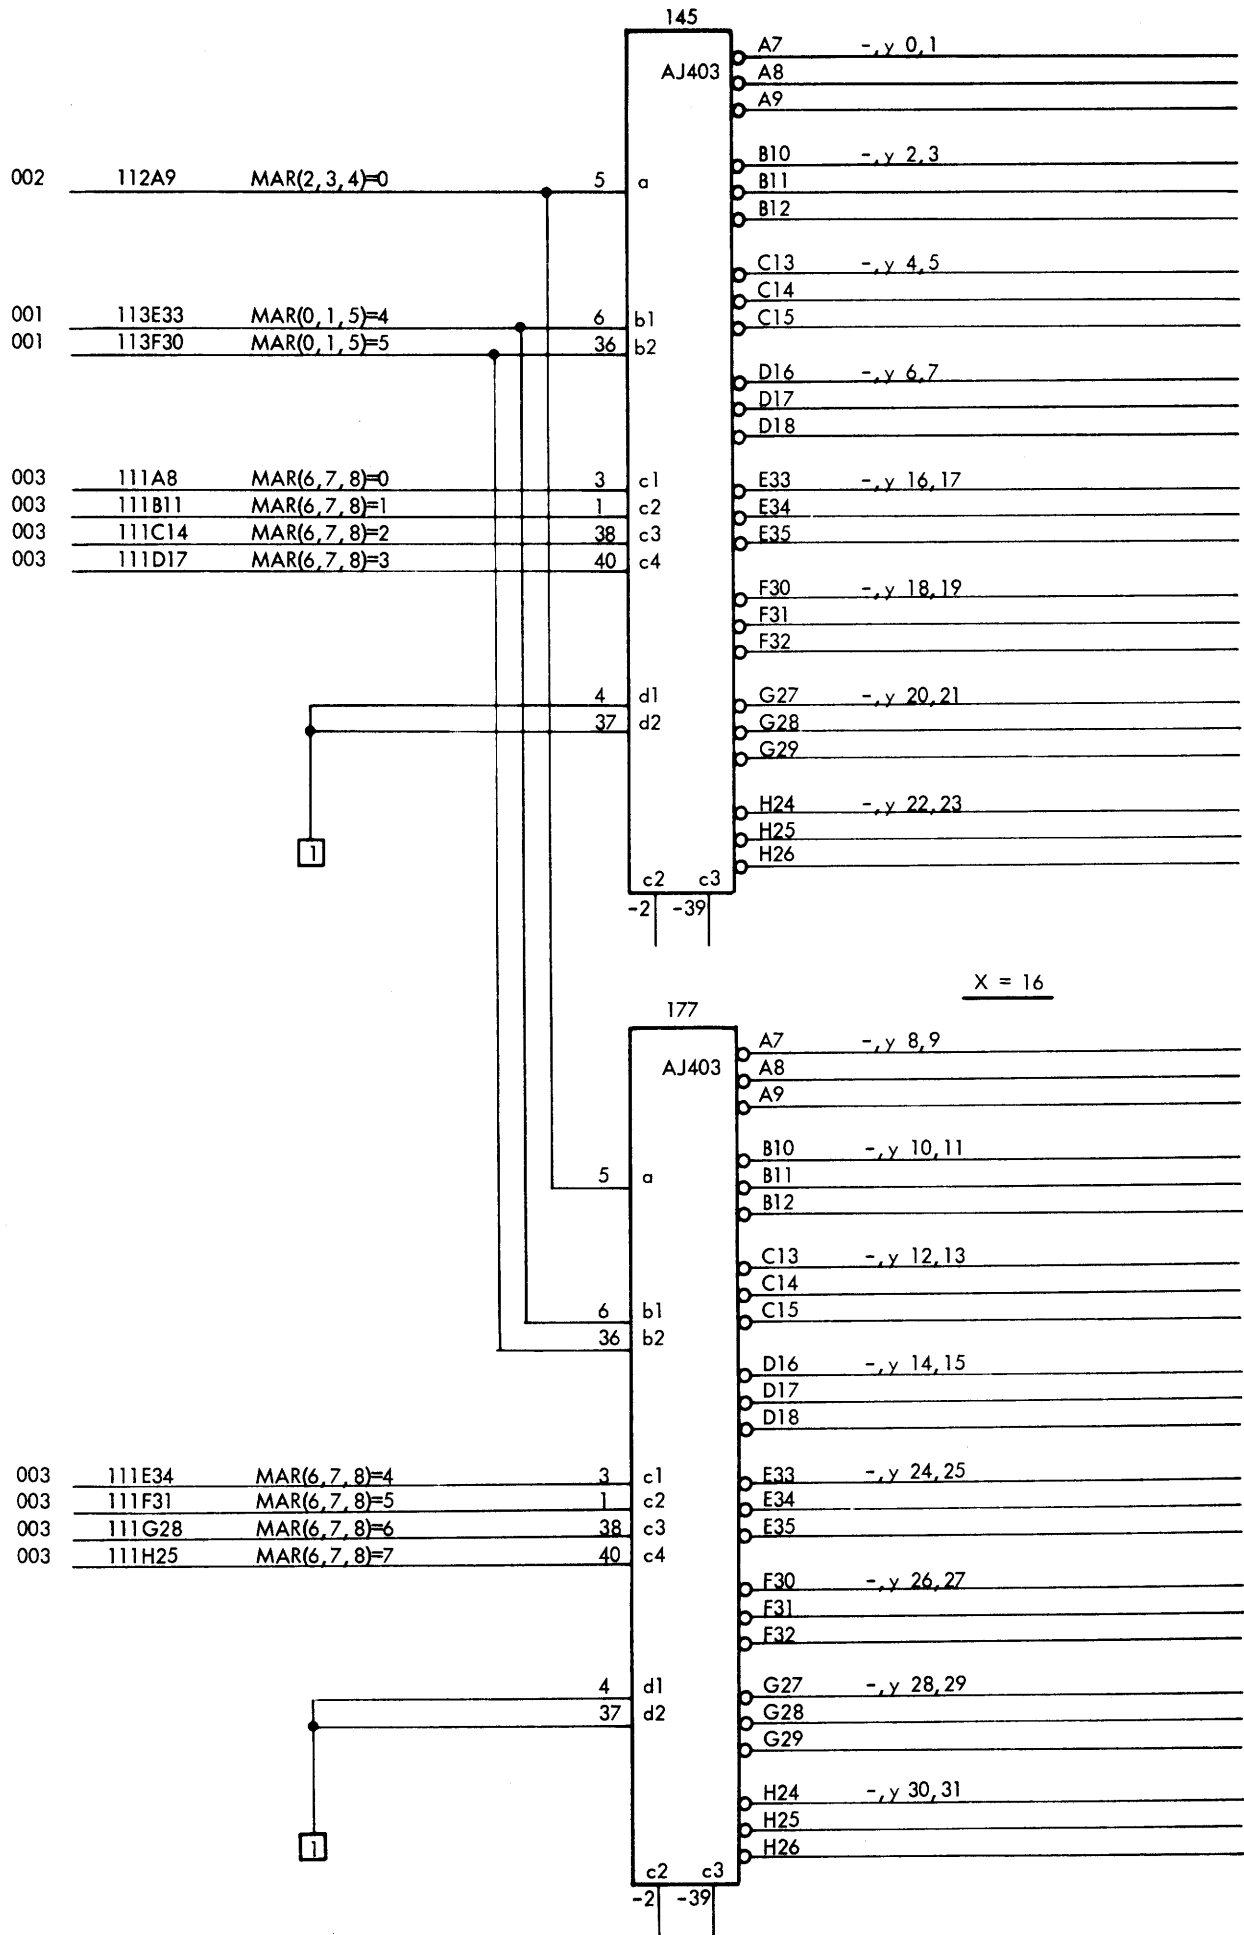 145
AJ403
A7 -,y 0,1
A8
A9
B10 -,y 2,3
B11
B12
002 112A9 MAR(2,3,4)=0 5 a
C13 -,y 4,5
C14
C15
001 113E33 MAR(0,1,5)=4 6 b1
001 113F30 MAR(0,1,5)=5 36 b2
D16 -,y 6,7
D17
D18
003 111A8 MAR(6,7,8)=0 3 c1
003 111B11 MAR(6,7,8)=1 1 c2
003 111C14 MAR(6,7,8)=2 38 c3
003 111D17 MAR(6,7,8)=3 40 c4
E33 -,y 16,17
E34
E35
F30 -,y 18,19
F31
F32
4 d1
37 d2
G27 -,y 20,21
G28
G29
H24 -,y 22,23
H25
H26
1
c2 c3
-2 -39
X = 16
177
AJ403
A7 -,y 8,9
A8
A9
B10 -,y 10,11
B11
B12
5 a
C13 -,y 12,13
C14
C15
6 b1
36 b2
D16 -,y 14,15
D17
D18
003 111E34 MAR(6,7,8)=4 3 c1
003 111F31 MAR(6,7,8)=5 1 c2
003 111G28 MAR(6,7,8)=6 38 c3
003 111H25 MAR(6,7,8)=7 40 c4
E33 -,y 24,25
E34
E35
F30 -,y 26,27
F31
F32
4 d1
37 d2
G27 -,y 28,29
G28
G29
H24 -,y 30,31
H25
H26
1
c2 c3
-2 -39